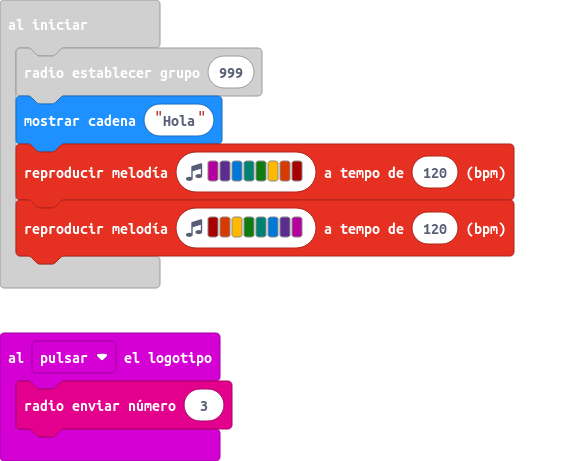 al iniciar
radio establecer grupo 999
mostrar cadena "Hola"
reproducir melodía a tempo de 120 (bpm)
reproducir melodía a tempo de 120 (bpm)
al pulsar el logotipo
radio enviar número 3